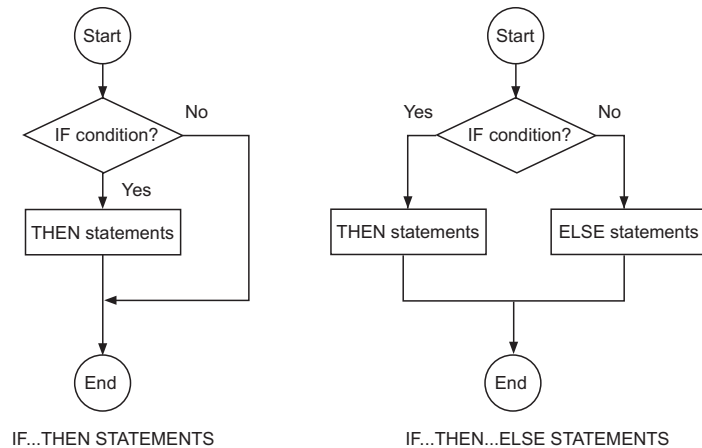 Start
IF condition?
No
Yes
THEN statements
End
IF...THEN STATEMENTS
Start
Yes
IF condition?
No
THEN statements
ELSE statements
End
IF...THEN...ELSE STATEMENTS